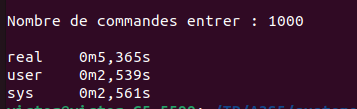 Nombre de commandes entrer : 1000
real 0m5,365s
user 0m2,539s
sys 0m2,561s